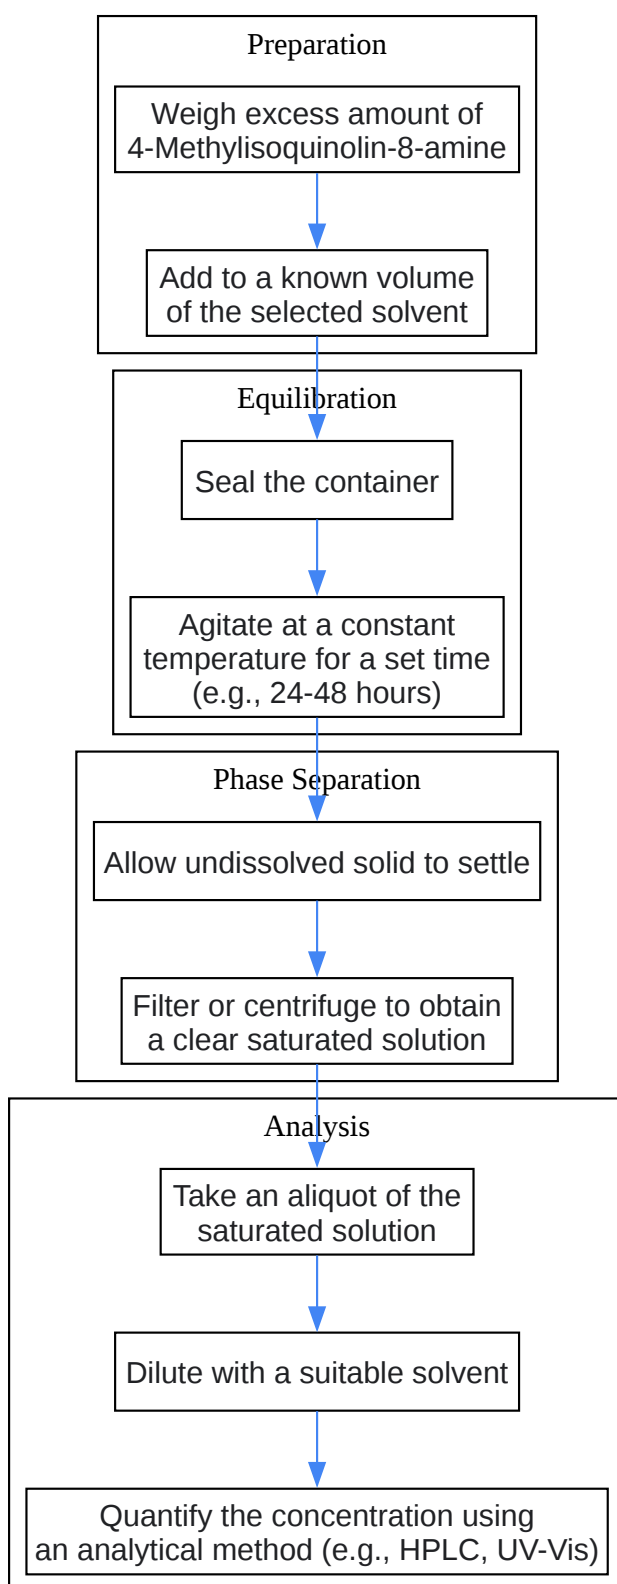 Preparation
Weigh excess amount of
4-Methylisoquinolin-8-amine
Add to a known volume
of the selected solvent
Equilibration
Seal the container
Agitate at a constant
temperature for a set time
(e.g., 24-48 hours)
Phase Separation
Allow undissolved solid to settle
Filter or centrifuge to obtain
a clear saturated solution
Analysis
Take an aliquot of the
saturated solution
Dilute with a suitable solvent
Quantify the concentration using
an analytical method (e.g., HPLC, UV-Vis)